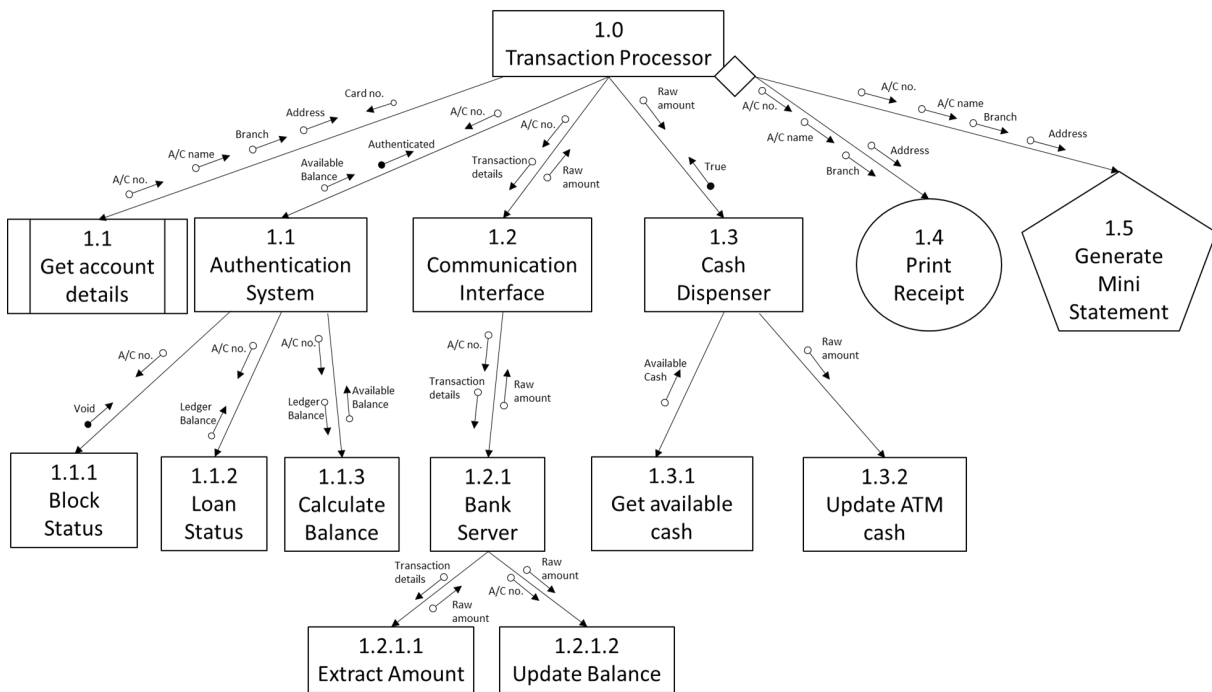 1.0
Transaction Processor
Card no.
Address
Branch
A/C name
A/C no.
A/C no.
Authenticated
Available
Balance
A/C no.
Transaction
details
Raw
amount
Raw
amount
True
A/C no.
A/C name
Branch
Address
A/C no.
A/C name
Branch
Address
1.1
Get account
details
1.1
Authentication
System
1.2
Communication
Interface
1.3
Cash
Dispenser
1.4
Print
Receipt
1.5
Generate
Mini
Statement
A/C no.
Void
A/C no.
Ledger
Balance
A/C no.
Ledger
Balance
Available
Balance
A/C no.
Transaction
details
Raw
amount
Available
Cash
Raw
amount
1.1.1
Block
Status
1.1.2
Loan
Status
1.1.3
Calculate
Balance
1.2.1
Bank
Server
1.3.1
Get available
cash
1.3.2
Update ATM
cash
Transaction
details
Raw
amount
A/C no.
Raw
amount
1.2.1.1
Extract Amount
1.2.1.2
Update Balance